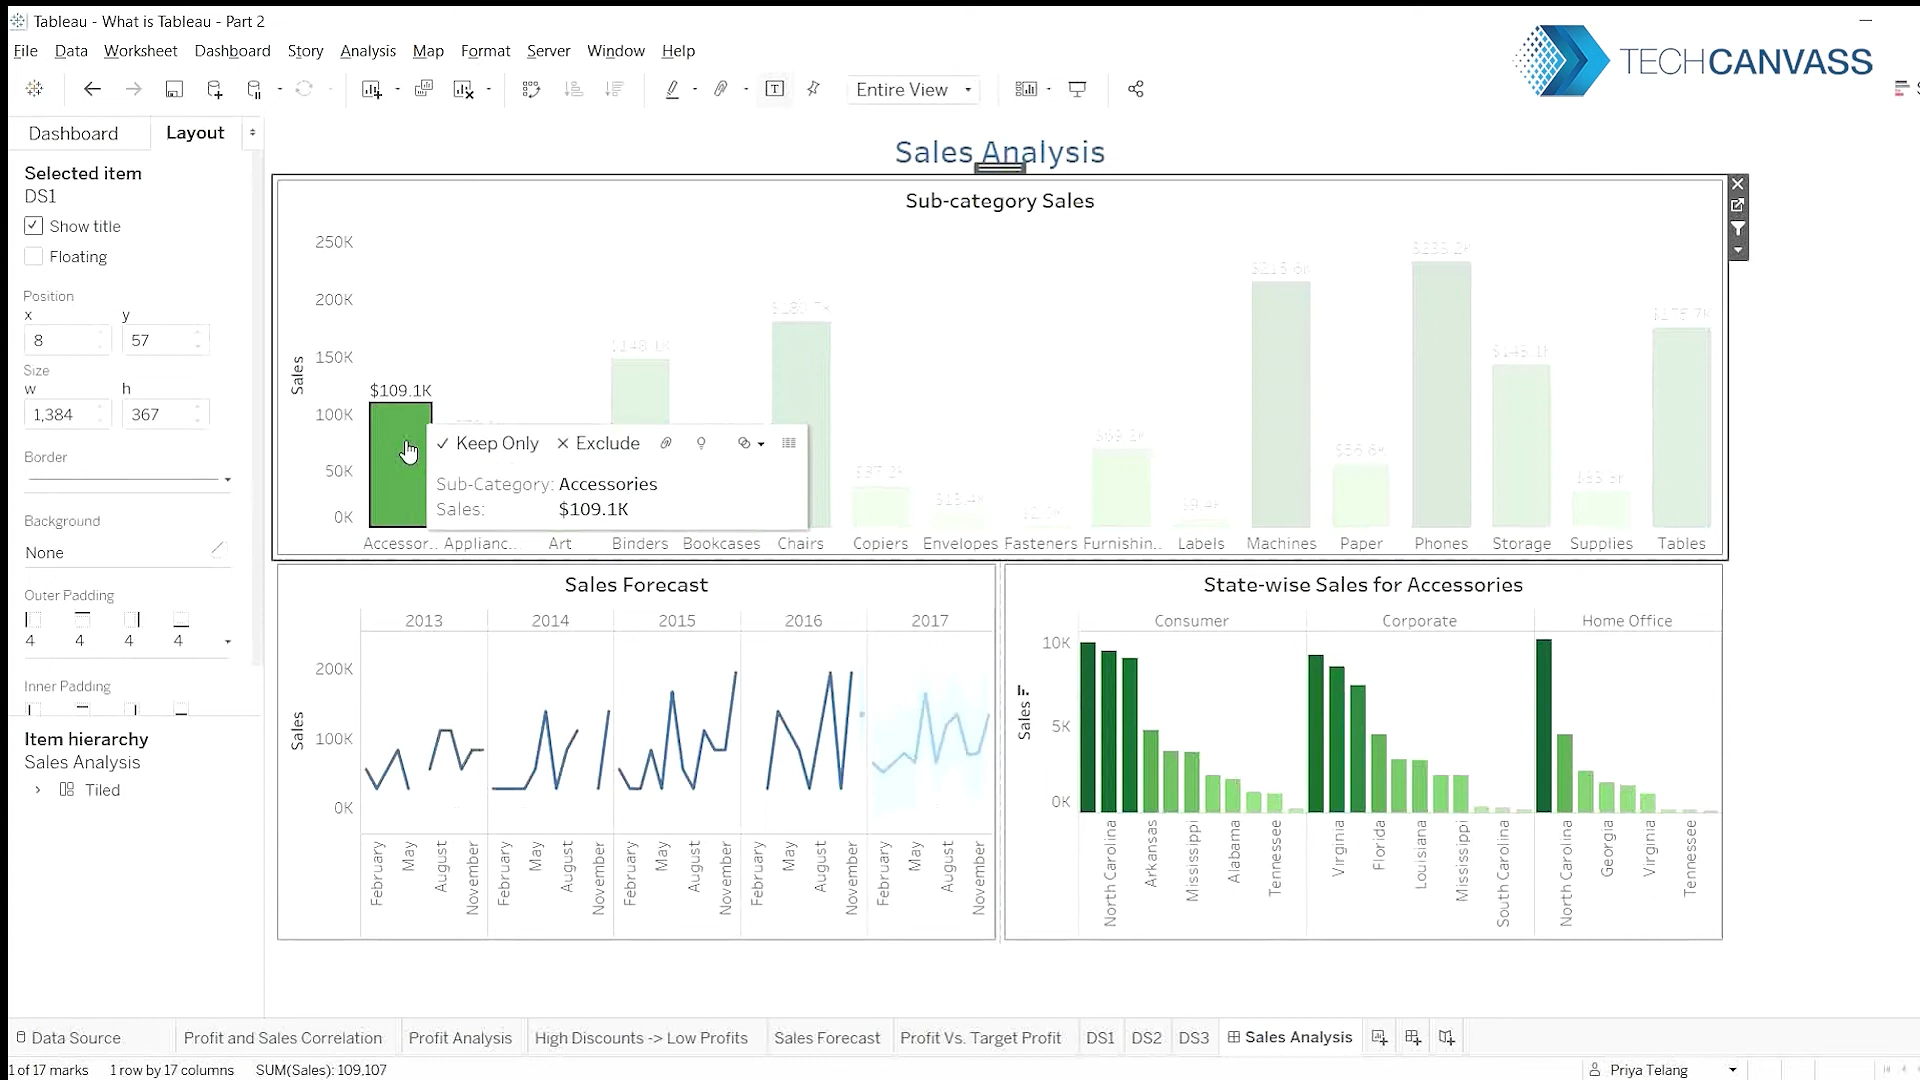 Tableau - What is Tableau - Part 2
File Data Worksheet Dashboard Story Analysis Map Format Server Window Help
TECHCANVASS
Entire View
Dashboard
Layout
Selected item
DS1
Show title
Floating
Position
x
y
8
57
Size
w
h
1,384
367
Border
Background
None
Outer Padding
4 4 4 4
Inner Padding
Item hierarchy
Sales Analysis
Tiled
Sales Analysis
Sub-category Sales
Sales
250K
200K
150K
100K
50K
0K
$109.1K
Keep Only
Exclude
Sub-Category: Accessories
Sales: $109.1K
Accessor.. Applianc... Art Binders Bookcases Chairs Copiers Envelopes Fasteners Furnishin.. Labels Machines Paper Phones Storage Supplies Tables
Sales Forecast
2013 2014 2015 2016 2017
Sales
200K
100K
0K
February May August November February May August November February May August November February May August November February May August November
State-wise Sales for Accessories
Consumer Corporate Home Office
Sales
10K
5K
0K
North Carolina Arkansas Mississippi Alabama Tennessee Virginia Florida Louisiana Mississippi South Carolina North Carolina Georgia Virginia Tennessee
Data Source
Profit and Sales Correlation
Profit Analysis
High Discounts -> Low Profits
Sales Forecast
Profit Vs. Target Profit
DS1
DS2
DS3
Sales Analysis
1 of 17 marks
1 row by 17 columns
SUM(Sales): 109,107
Priya Telang